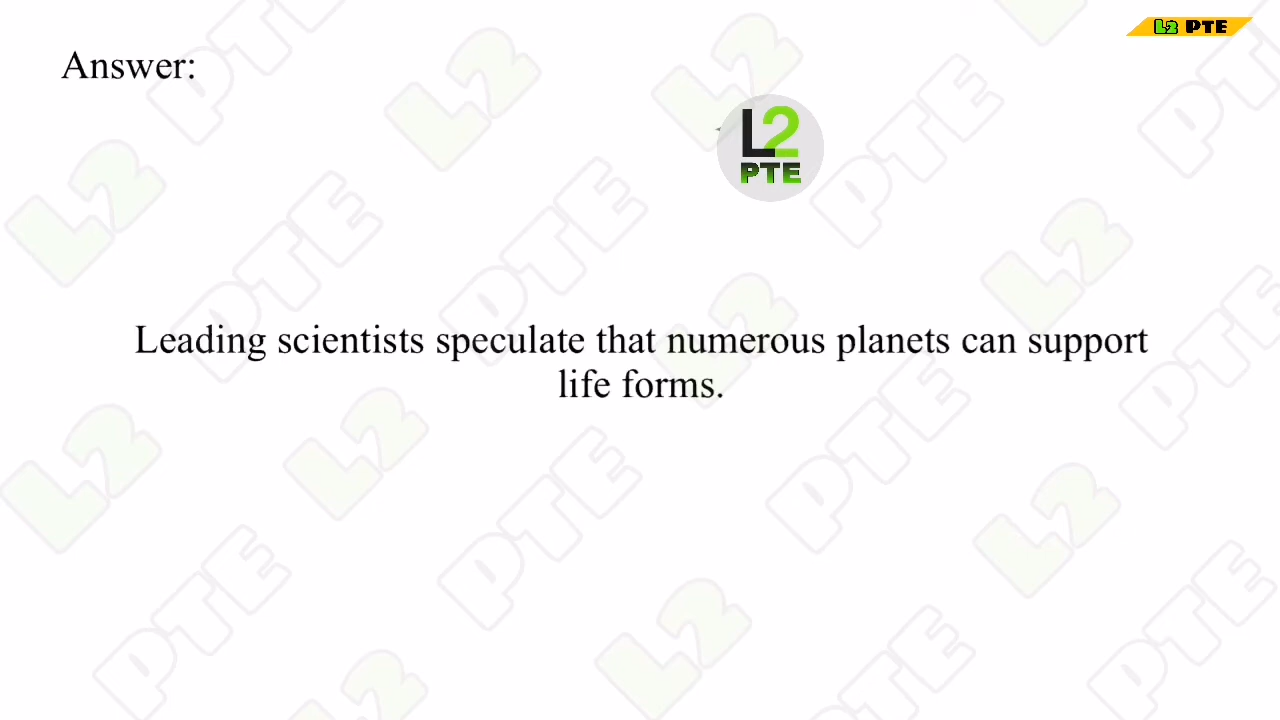 L2 PTE
Answer:
L2
PTE
Leading scientists speculate that numerous planets can support
life forms.